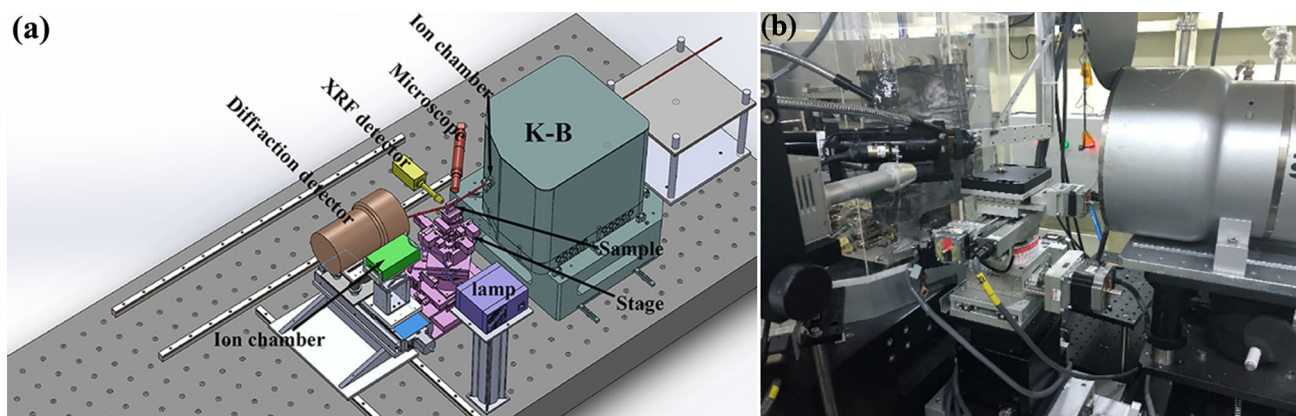 (a)
(b)
Ion chamber
Microscope
XRF detector
Diffraction detector
K-B
Sample
lamp
Stage
Ion chamber